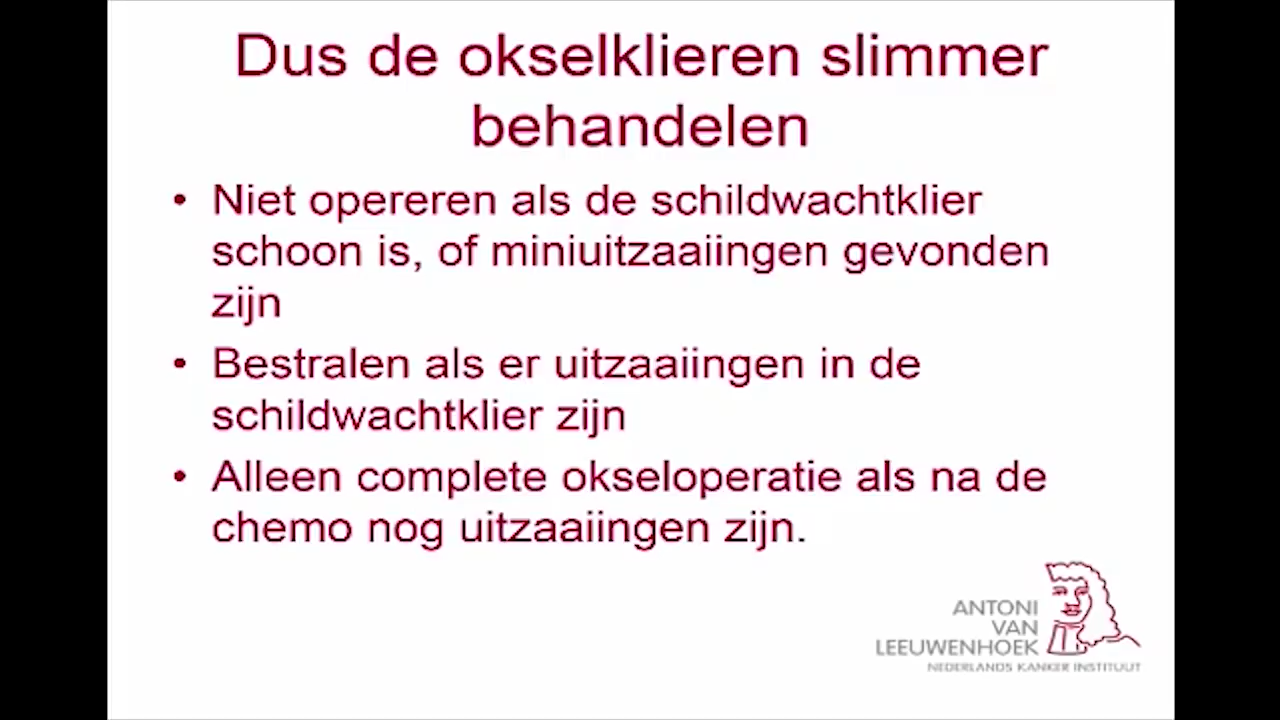 Dus de okselklieren slimmer
behandelen
• Niet opereren als de schildwachtklier
schoon is, of miniuitzaaiingen gevonden
zijn
• Bestralen als er uitzaaiingen in de
schildwachtklier zijn
• Alleen complete okseloperatie als na de
chemo nog uitzaaiingen zijn.
ANTONI
VAN
LEEUWENHOEK
NEDERLANDS KANKER INSTITUUT